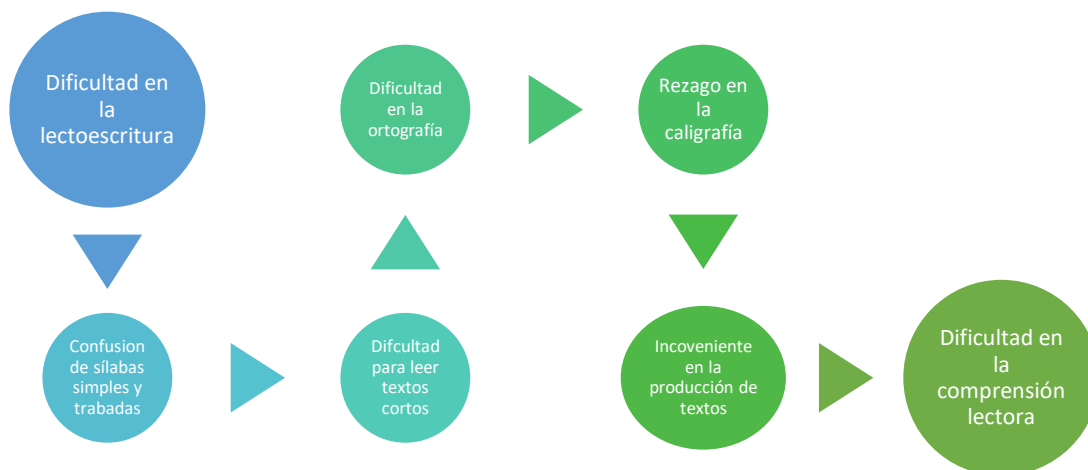 Dificultad en
la
lectoescritura
Confusion
de sílabas
simples y
trabadas
Difcultad
para leer
textos
cortos
Dificultad
en la
ortografía
Rezago en
la
caligrafía
Incoveniente
en la
producción de
textos
Dificultad en
la
comprensión
lectora